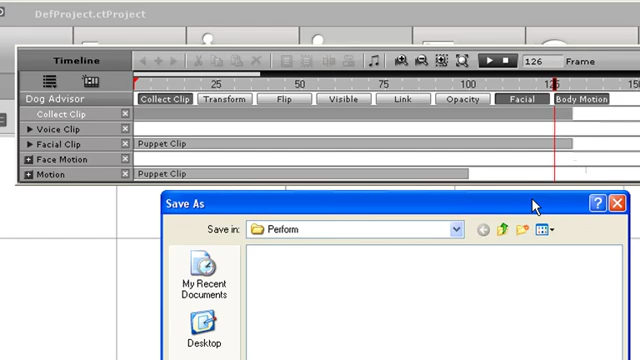 DefProject.ctProject
Timeline
126 Frame
25 50 75 100 125 150
Dog Advisor Collect Clip Transform Flip Visible Link Opacity Facial Body Motion
Collect Clip
Voice Clip
Facial Clip Puppet Clip
Face Motion
Motion Puppet Clip
Save As
Save in: Perform
My Recent
Documents
Desktop